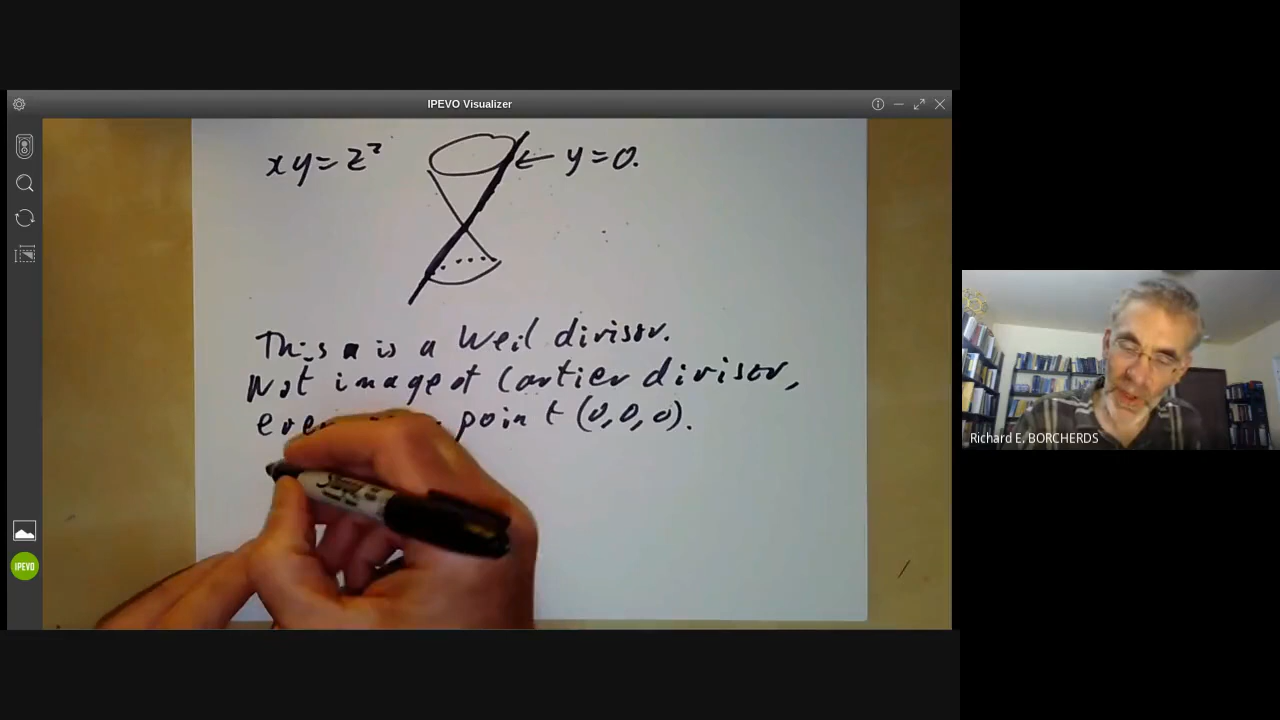 IPEVO Visualizer
xy = z²
← y = 0.
This is a Weil divisor.
Not image of Cartier divisor,
even point (0,0,0).
Richard E. BORCHERDS
IPEVO